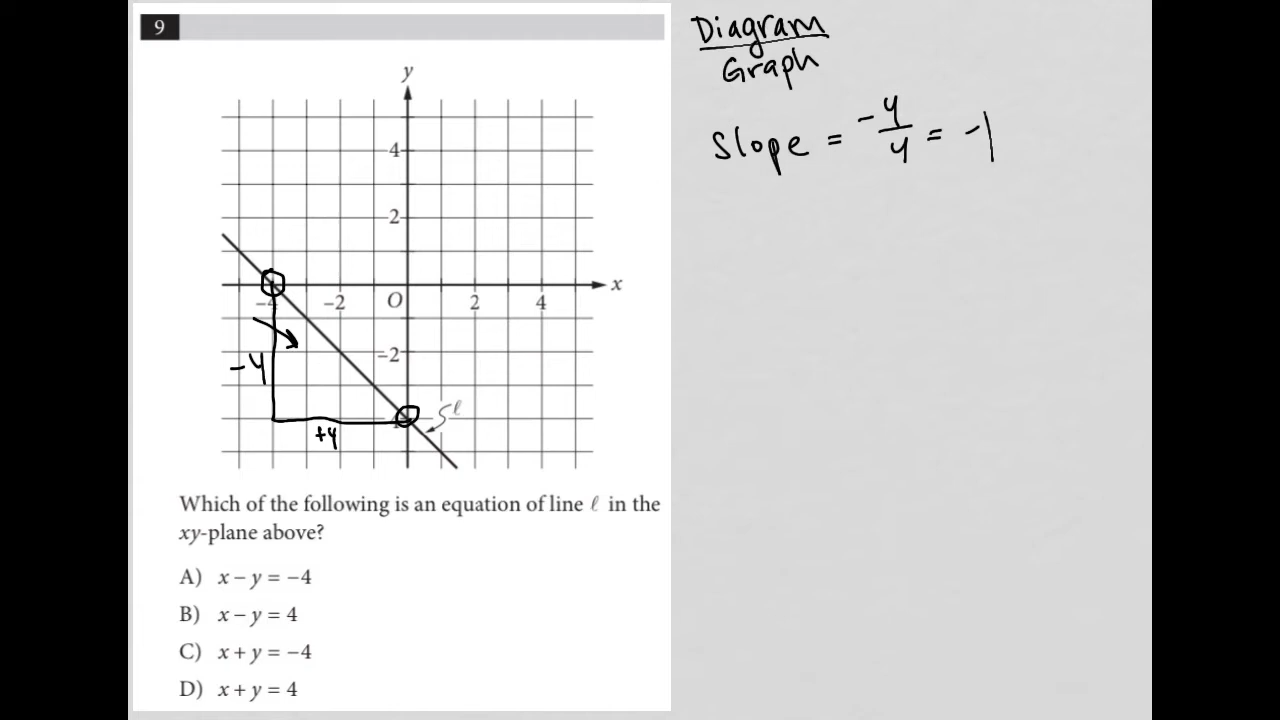 9
Diagram
Graph
Slope = -4/4 = -1
y
4
2
x
-4
-2
O
2
4
-2
-4
+4
ℓ
Which of the following is an equation of line ℓ in the
xy-plane above?
A) x − y = −4
B) x − y = 4
C) x + y = −4
D) x + y = 4